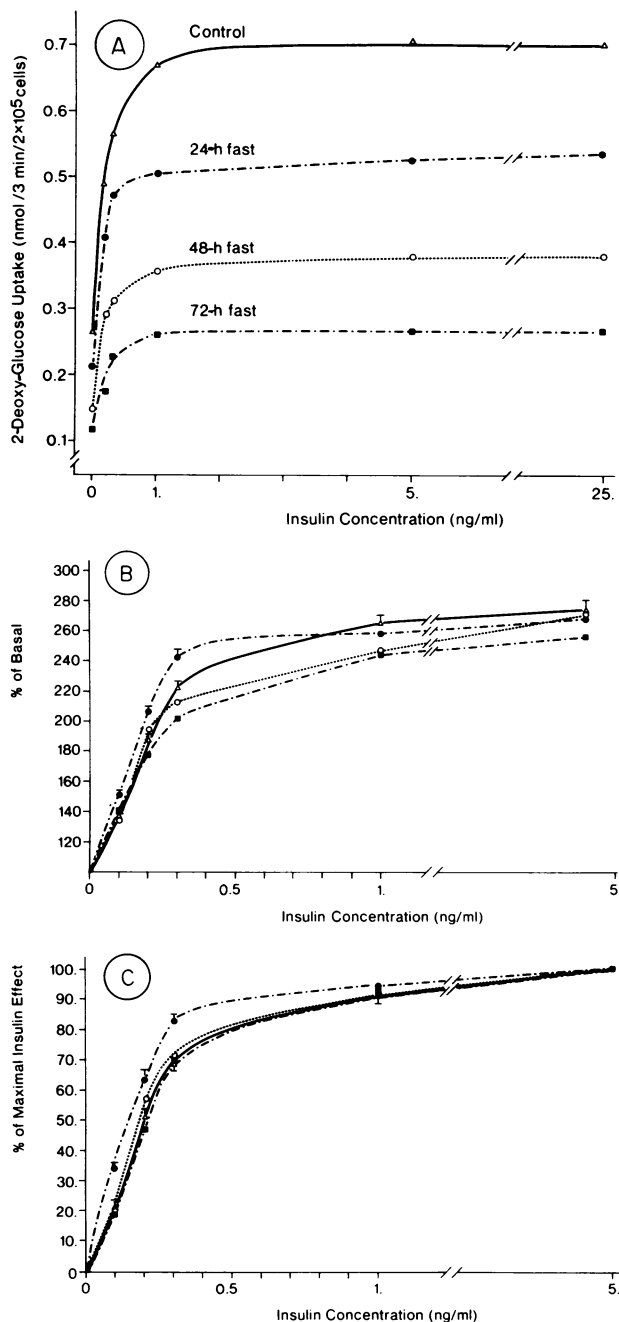 A
Control
24-h fast
48-h fast
72-h fast
0.7
0.6
0.5
0.4
0.3
0.2
0.1
2-Deoxy-Glucose Uptake (nmol /3 min/2×10⁵cells)
0 1. 5. 25.
Insulin Concentration (ng/ml)
B
300
280
260
240
220
200
180
160
140
120
% of Basal
0 0.5 1. 5
Insulin Concentration (ng/ml)
C
100.
90.
80.
70.
60.
50.
40.
30.
20.
10.
0
% of Maximal Insulin Effect
0 0.5 1. 5.
Insulin Concentration (ng/ml)